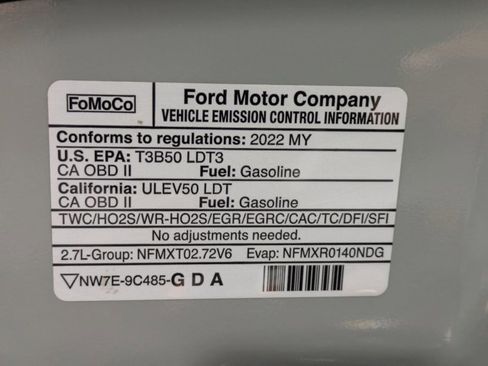 FoMoCo
Ford Motor Company
VEHICLE EMISSION CONTROL INFORMATION
Conforms to regulations: 2022 MY
U.S. EPA: T3B50 LDT3
CA OBD II Fuel: Gasoline
California: ULEV50 LDT
CA OBD II Fuel: Gasoline
TWC/HO2S/WR-HO2S/EGR/EGRC/CAC/TC/DFI/SFI
No adjustments needed.
2.7L-Group: NFMXT02.72V6 Evap: NFMXR0140NDG
▽NW7E-9C485-GDA